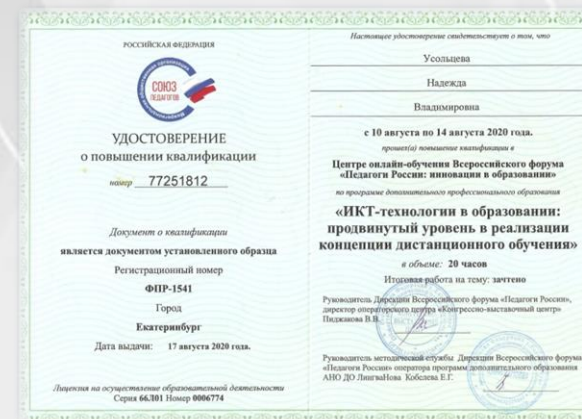 РОССИЙСКАЯ ФЕДЕРАЦИЯ
СОЮЗ
ПЕДАГОГОВ
УДОСТОВЕРЕНИЕ
о повышении квалификации
номер 77251812
Документ о квалификации
является документом установленного образца
Регистрационный номер
ФПР-1541
Город
Екатеринбург
Дата выдачи: 17 августа 2020 года.
Лицензия на осуществление образовательной деятельности
Серия 66Л01 Номер 0006774
Настоящее удостоверение свидетельствует о том, что
Усольцева
Надежда
Владимировна
с 10 августа по 14 августа 2020 года.
прошел(а) повышение квалификации в
Центре онлайн-обучения Всероссийского форума
«Педагоги России: инновации в образовании»
по программе дополнительного профессионального образования
«ИКТ-технологии в образовании:
продвинутый уровень в реализации
концепции дистанционного обучения»
в объеме: 20 часов
Итоговая работа на тему: зачтено
Руководитель Дирекции Всероссийского форума «Педагоги России»,
директор операторского центра «Конгрессно-выставочный центр»
Пиджакова В.В.
Руководитель методической службы Дирекции Всероссийского форума
«Педагоги России» оператора программ дополнительного образования
АНО ДО ЛингваНова Кобелева Е.Г.